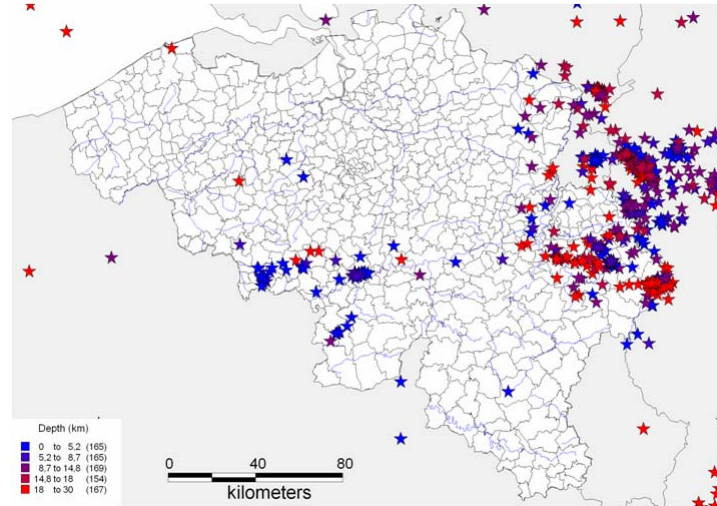 Depth (km)
0 to 5,2 (165)
5,2 to 8,7 (165)
8,7 to 14,8 (169)
14,8 to 18 (154)
18 to 30 (167)
0 40 80
kilometers